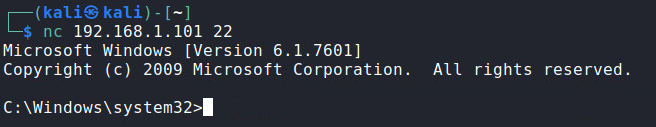 ┌──(kali㉿kali)-[~]
└─$ nc 192.168.1.101 22
Microsoft Windows [Version 6.1.7601]
Copyright (c) 2009 Microsoft Corporation.  All rights reserved.

C:\Windows\system32>